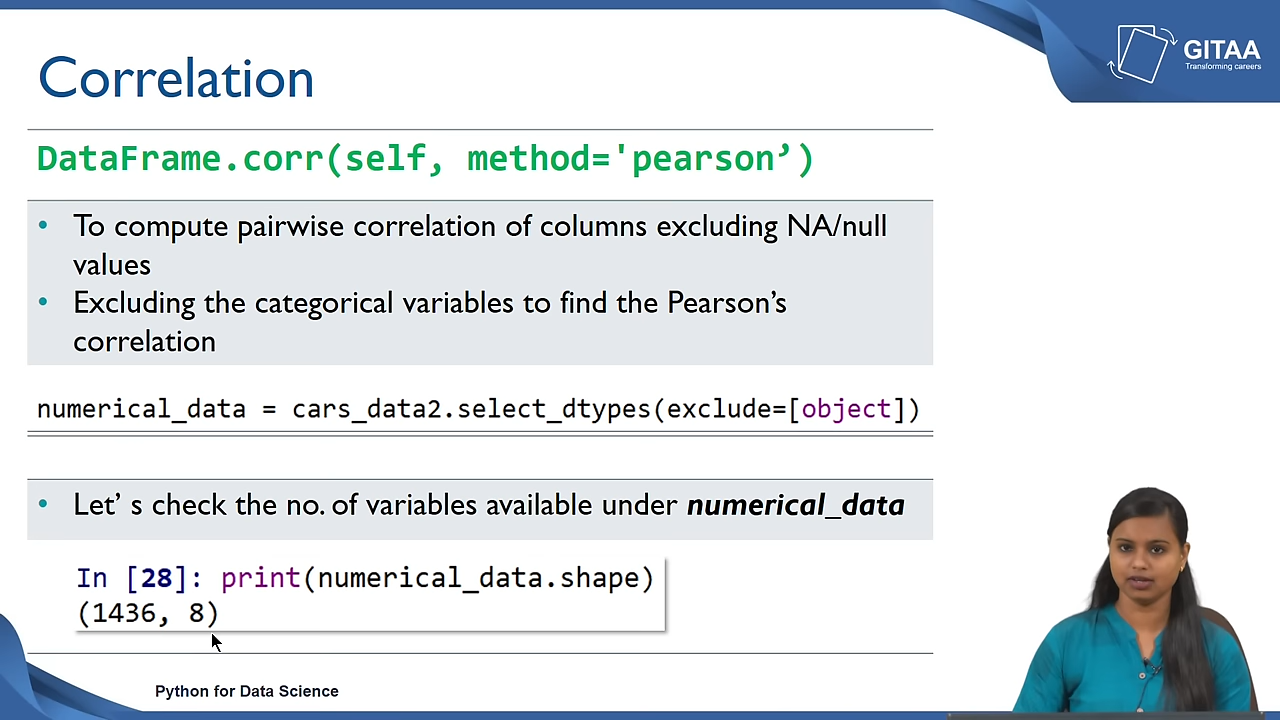 GITAA
Transforming careers
Correlation
DataFrame.corr(self, method='pearson’)
• To compute pairwise correlation of columns excluding NA/null
values
• Excluding the categorical variables to find the Pearson’s
correlation
numerical_data = cars_data2.select_dtypes(exclude=[object])
• Let’ s check the no. of variables available under numerical_data
In [28]: print(numerical_data.shape)
(1436, 8)
Python for Data Science